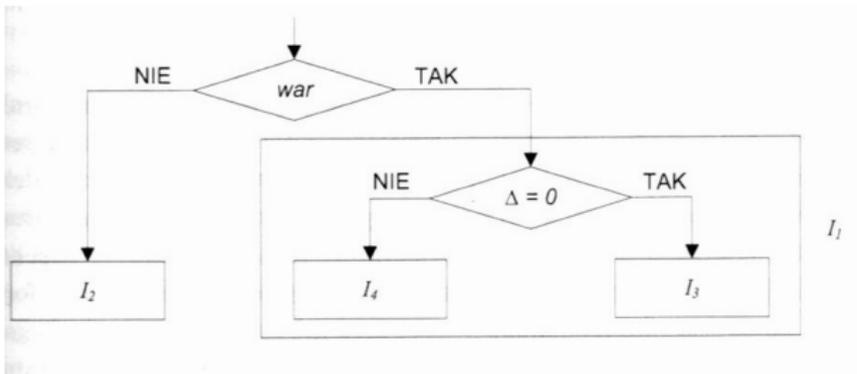 NIE
war
TAK
NIE
Δ = 0
TAK
I₁
I₂
I₄
I₃